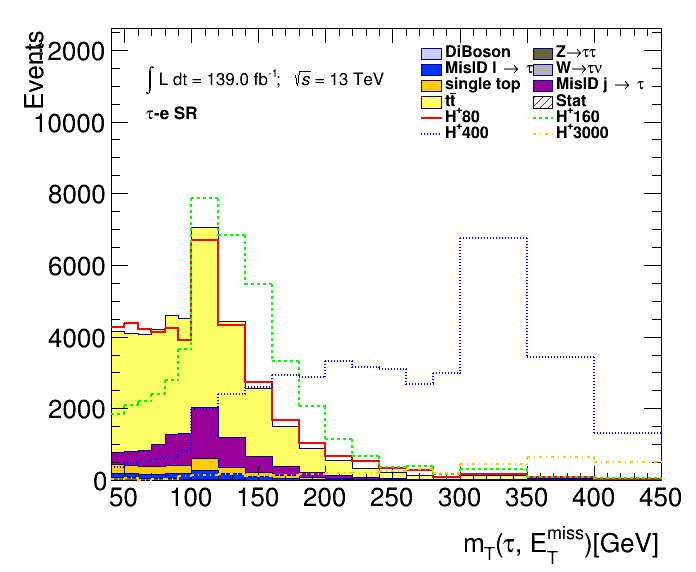 Events
∫ L dt = 139.0 fb⁻¹; √s = 13 TeV
τ-e SR
DiBoson
Z→ττ
MisID l → τ
W→τν
single top
MisID j → τ
tt̄
Stat
H⁺80
H⁺160
H⁺400
H⁺3000
2000
10000
8000
6000
4000
2000
0
50 100 150 200 250 300 350 400 450
m_T(τ, E_T^miss)[GeV]